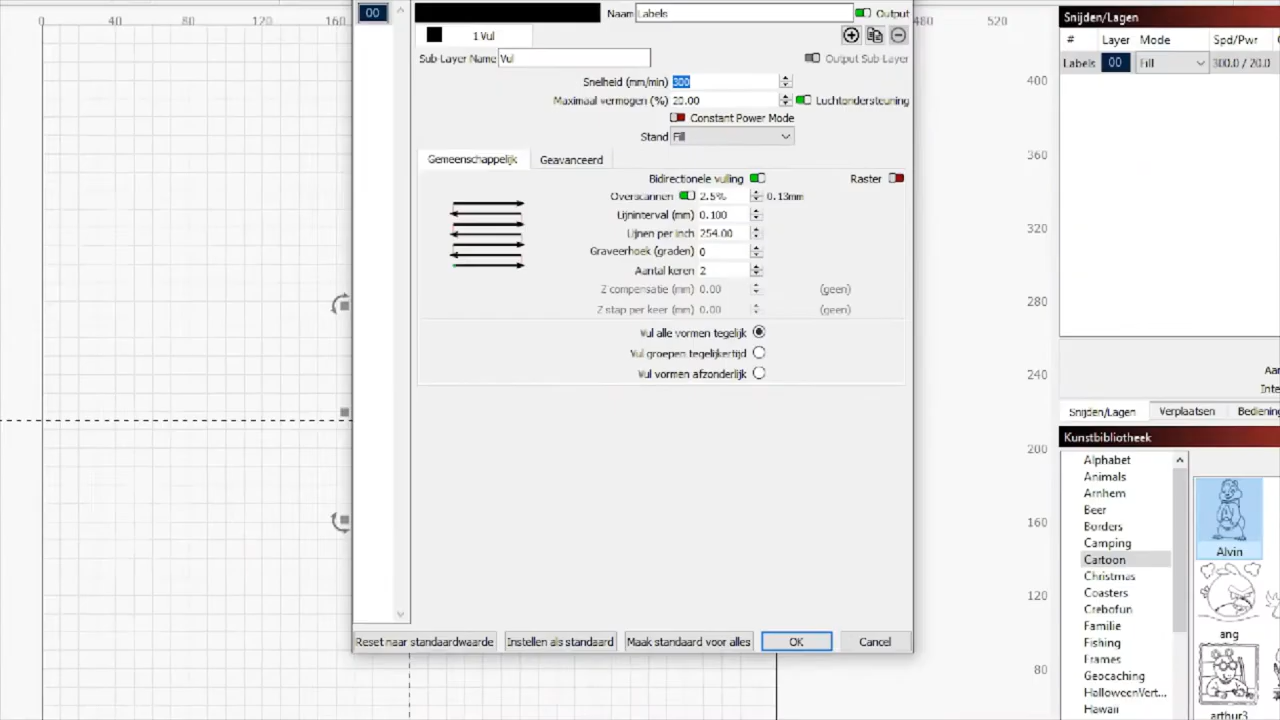 0 40 80 120 160 480 520
400
360
320
280
240
200
160
120
80
00
Naam Labels Output
1 Vul
Sub-Layer Name Vul Output Sub-Layer
Snelheid (mm/min) 300
Maximaal vermogen (%) 20.00 Luchtondersteuning
Constant Power Mode
Stand Fill
Gemeenschappelijk Geavanceerd
Bidirectionele vulling Raster
Overscannen 2.5% 0.13mm
Lijninterval (mm) 0.100
Lijnen per inch 254.00
Graveerhoek (graden) 0
Aantal keren 2
Z compensatie (mm) 0.00 (geen)
Z stap per keer (mm) 0.00 (geen)
Vul alle vormen tegelijk
Vul groepen tegelijkertijd
Vul vormen afzonderlijk
Reset naar standaardwaarde Instellen als standaard Maak standaard voor alles OK Cancel
Snijden/Lagen
# Layer Mode Spd/Pwr
Labels 00 Fill 300.0 / 20.0
Aar
Inte
Snijden/Lagen Verplaatsen Bediening
Kunstbibliotheek
Alphabet
Animals
Arnhem
Beer
Borders
Camping
Cartoon
Christmas
Coasters
Crebofun
Familie
Fishing
Frames
Geocaching
HalloweenVert...
Hawaii
Alvin
ang
arthur3